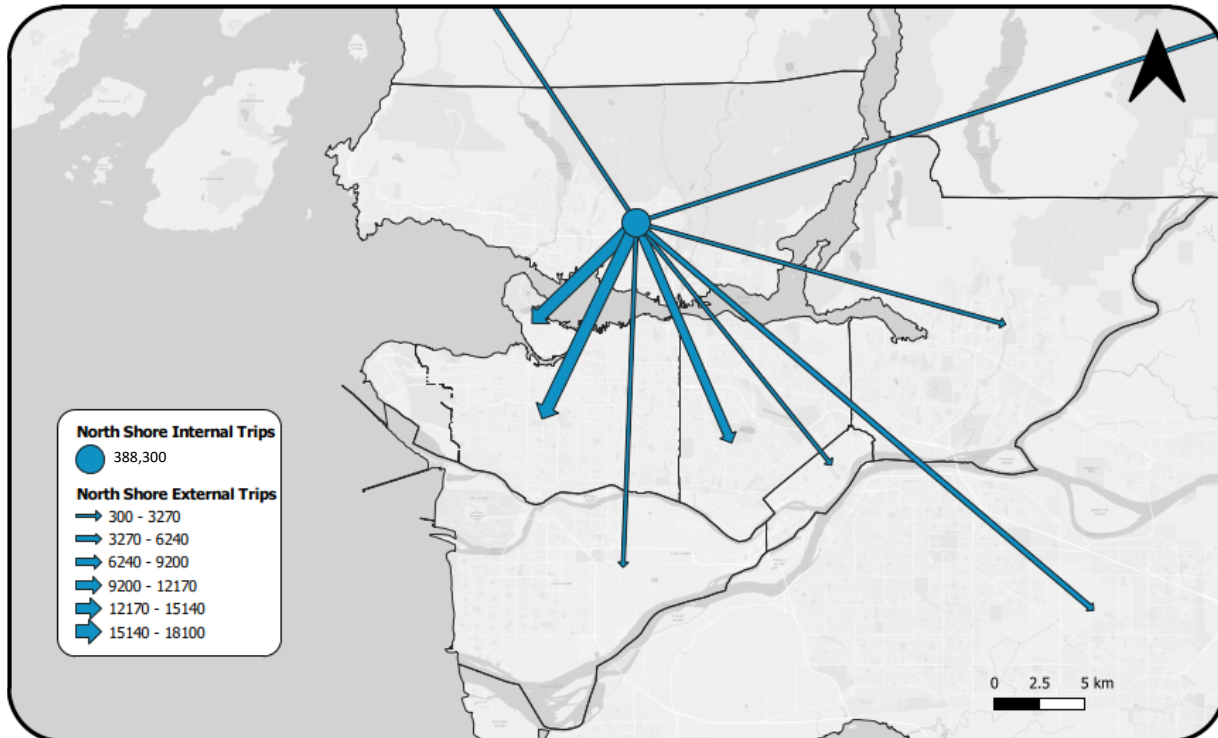 North Shore Internal Trips
388,300
North Shore External Trips
300 - 3270
3270 - 6240
6240 - 9200
9200 - 12170
12170 - 15140
15140 - 18100
0 2.5 5 km